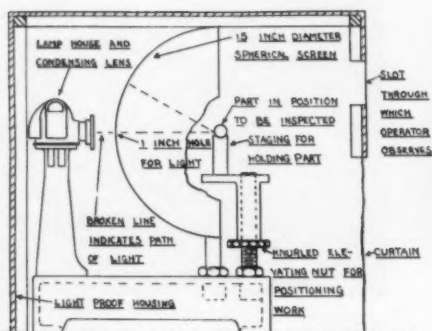 LAMP HOUSE AND
CONDENSING LENS
15 INCH DIAMETER
SPHERICAL SCREEN
SLOT
THROUGH
WHICH
OPERATOR
OBSERVES
PART IN POSITION
TO BE INSPECTED
STAGING FOR
HOLDING PART
1 INCH HOLE
FOR LIGHT
BROKEN LINE
INDICATES PATH
OF LIGHT
KNURLED ELE-
VATING NUT FOR
POSITIONING
WORK
CURTAIN
LIGHT PROOF HOUSING